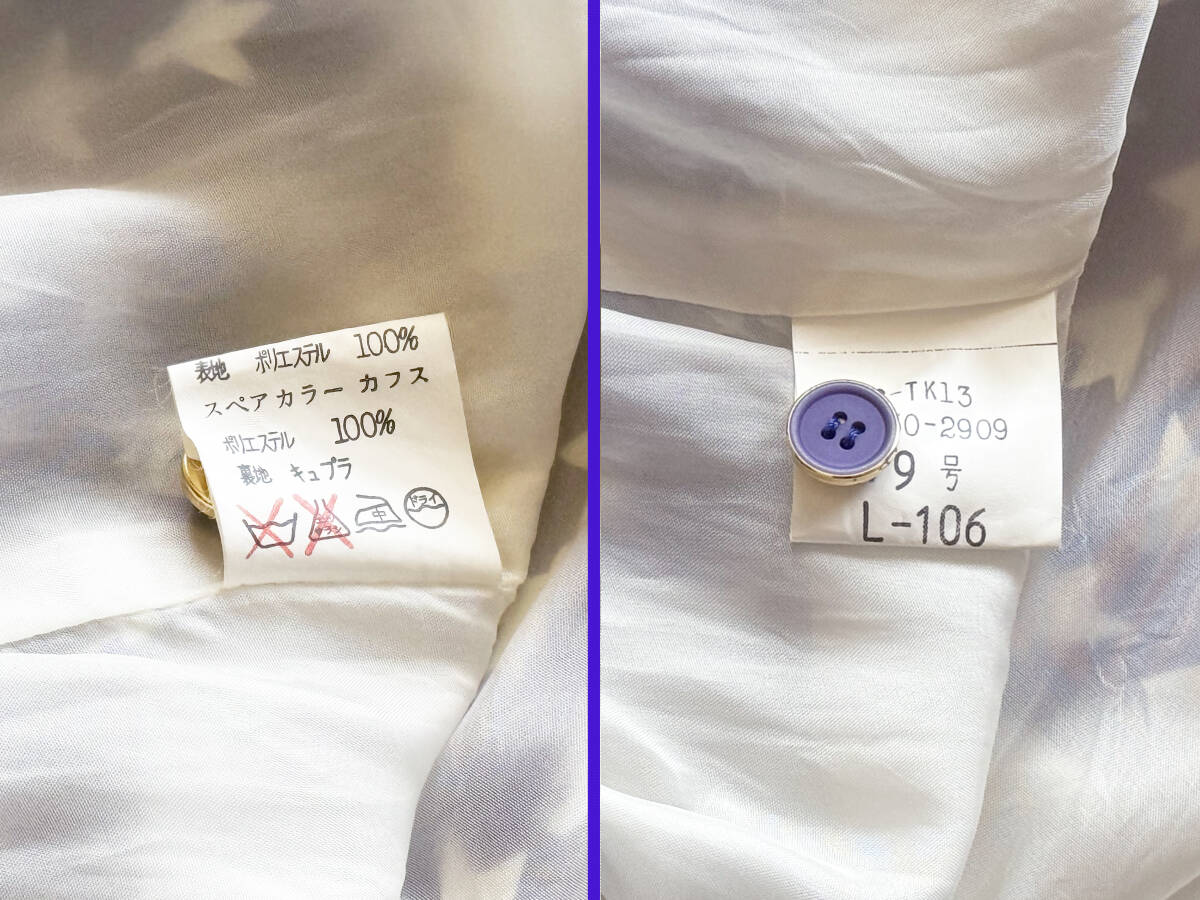 表地 ポリエステル 100%
スペアカラー カフス
ポリエステル 100%
裏地 キュプラ
中
ドライ
-TK13
0-2909
9号
L-106